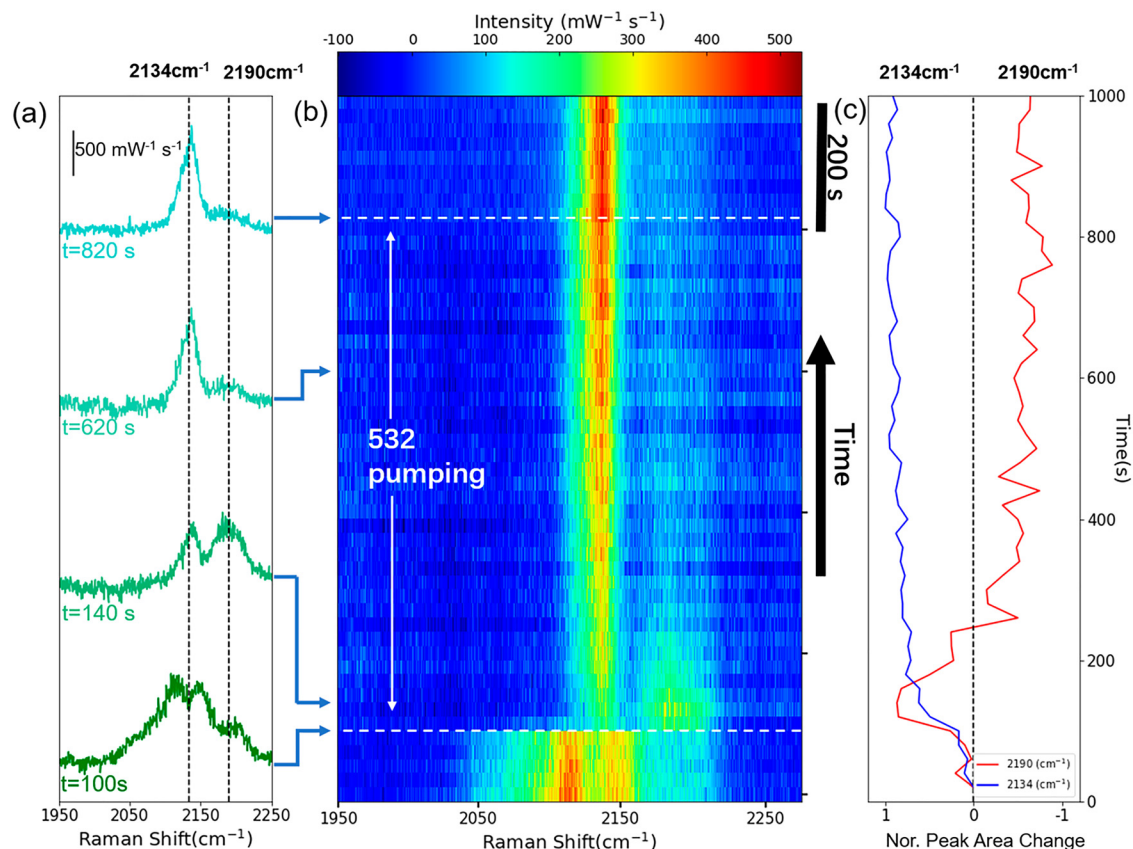 Intensity (mW⁻¹ s⁻¹)
-100 0 100 200 300 400 500
2134cm⁻¹ 2190cm⁻¹
2134cm⁻¹ 2190cm⁻¹
(a)
(b)
(c)
500 mW⁻¹ s⁻¹
t=820 s
t=620 s
t=140 s
t=100s
1950 2050 2150 2250
Raman Shift(cm⁻¹)
532
pumping
200 s
Time
1950 2050 2150 2250
Raman Shift(cm⁻¹)
1000
800
600
400
200
0
Time(s)
2190 (cm⁻¹)
2134 (cm⁻¹)
1 0 -1
Nor. Peak Area Change